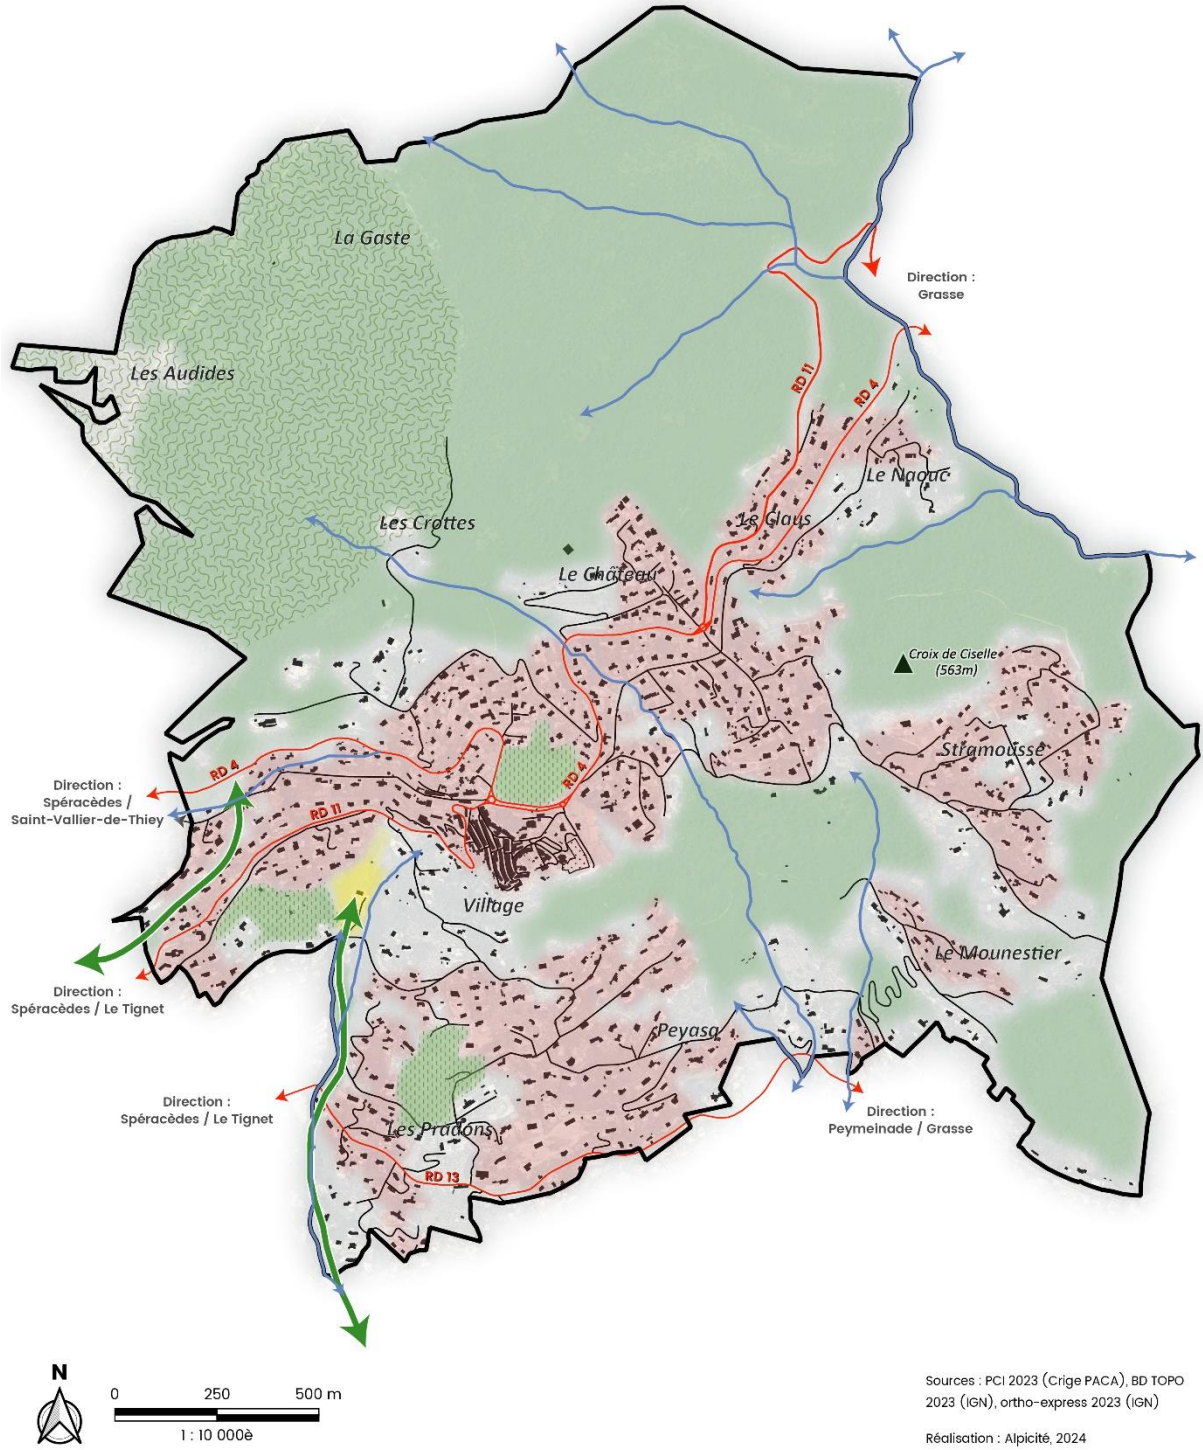 La Gaste
Direction :
Grasse
Les Audides
RD 11
RD 4
Le Naouc
Le Claus
Les Crottes
Le Château
Croix de Ciselle
(563m)
Stramousse
RD 4
RD 4
Direction :
Spéracèdes /
Saint-Vallier-de-Thiey
RD 11
Village
Le Mounestier
Direction :
Spéracèdes / Le Tignet
Peyasq
Direction :
Spéracèdes / Le Tignet
Direction :
Peymeinade / Grasse
Les Pradons
RD 13
N
0 250 500 m
1 : 10 000è
Sources : PCI 2023 (Crige PACA), BD TOPO
2023 (IGN), ortho-express 2023 (IGN)
Réalisation : Alpicité, 2024